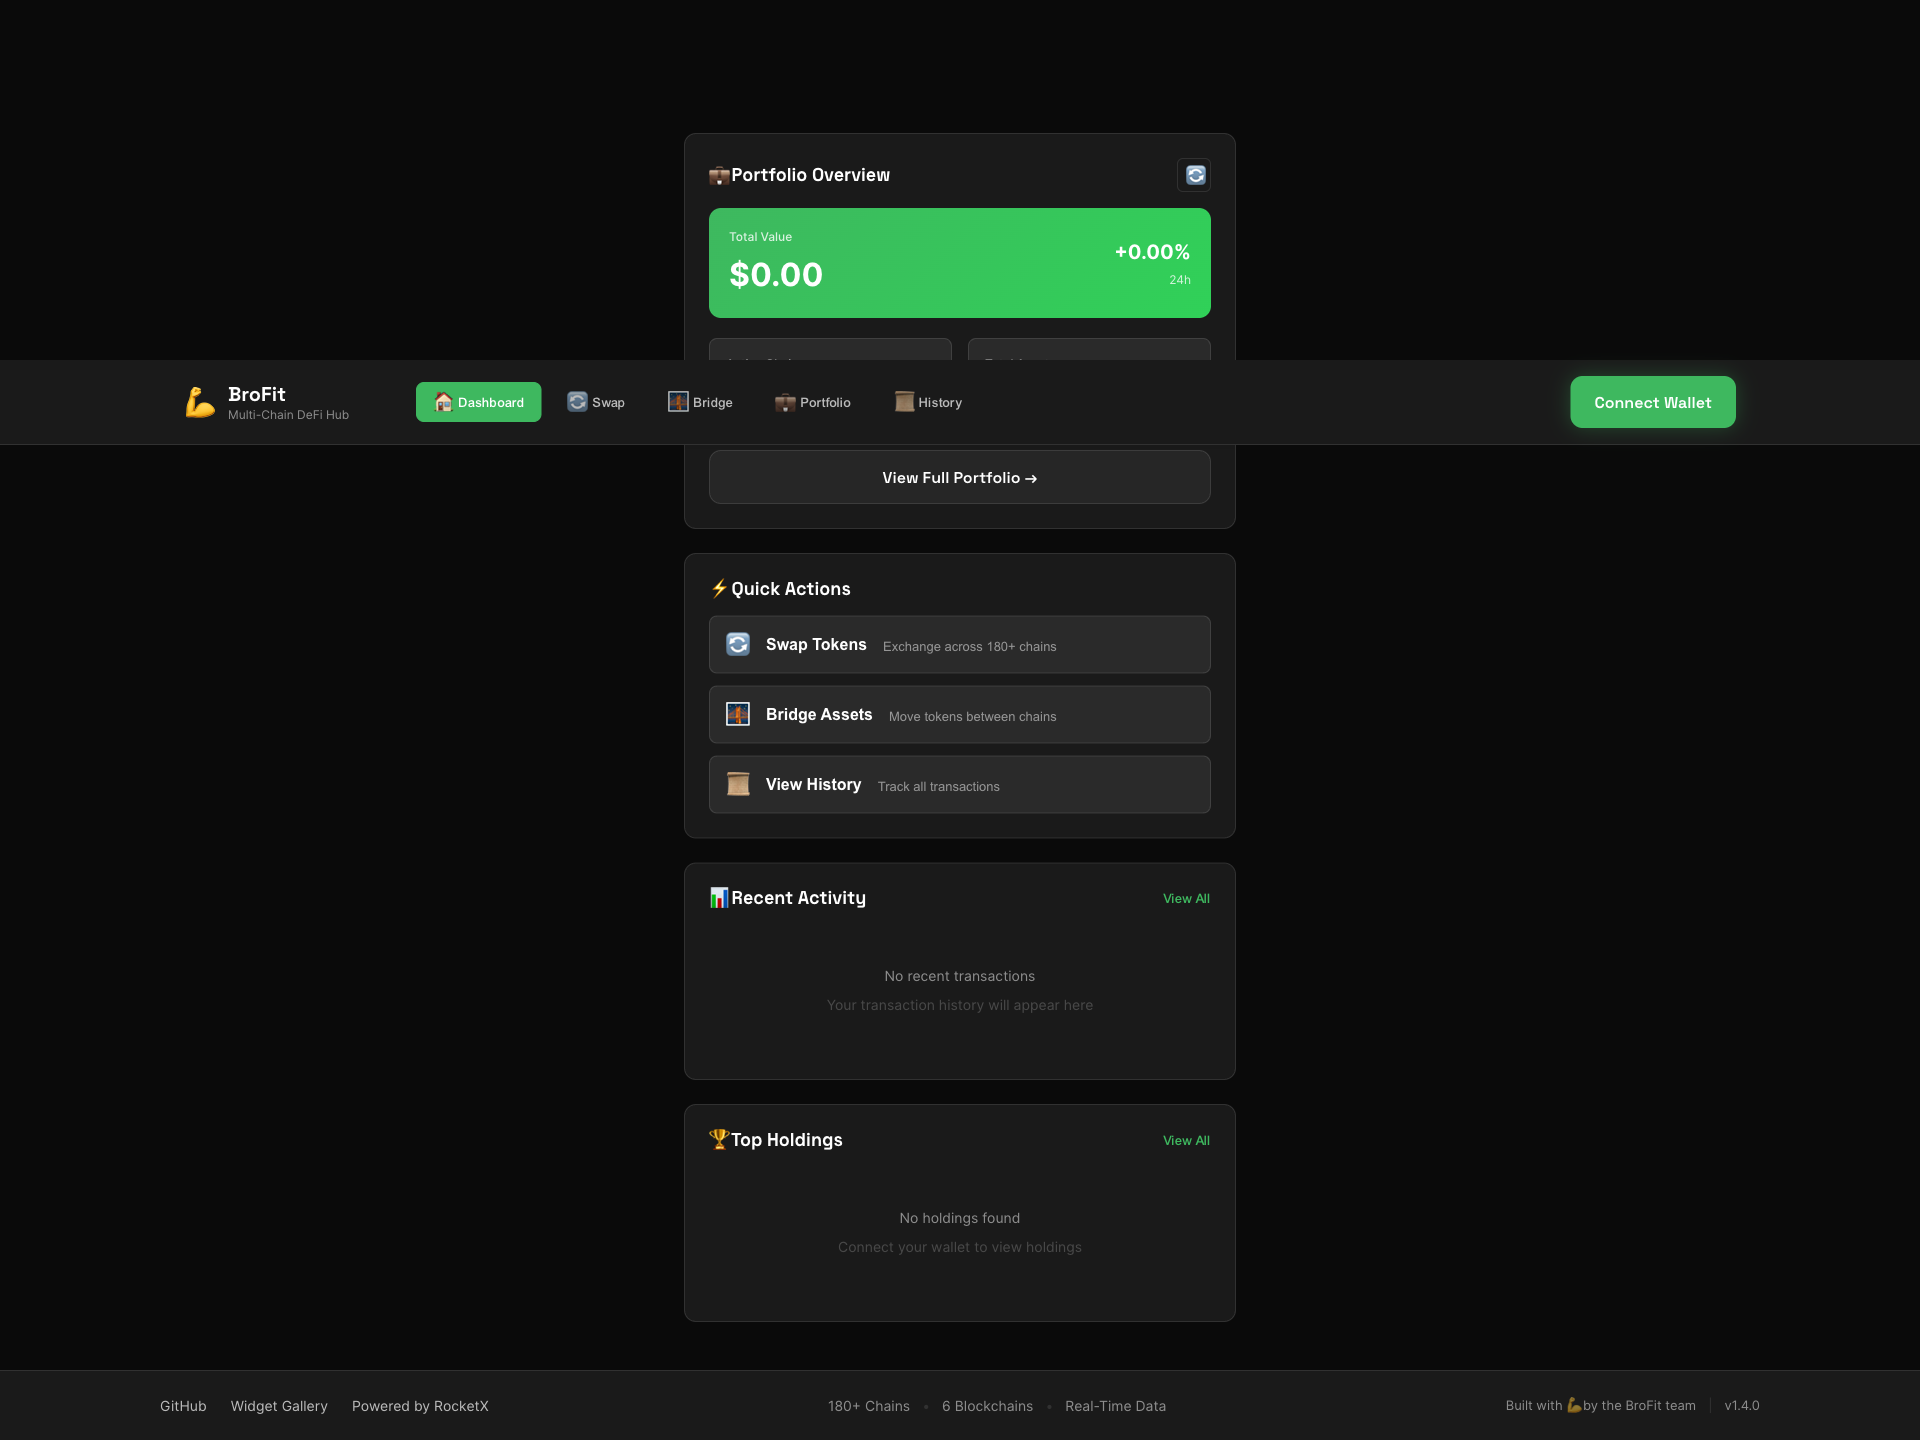 Portfolio Overview
Total Value
$0.00
+0.00%
24h
BroFit
Multi-Chain DeFi Hub
Dashboard
Swap
Bridge
Portfolio
History
Connect Wallet
View Full Portfolio →
Quick Actions
Swap Tokens Exchange across 180+ chains
Bridge Assets Move tokens between chains
View History Track all transactions
Recent Activity
View All
No recent transactions
Your transaction history will appear here
Top Holdings
View All
No holdings found
Connect your wallet to view holdings
GitHub
Widget Gallery
Powered by RocketX
180+ Chains • 6 Blockchains • Real-Time Data
Built with 💪 by the BroFit team
v1.4.0